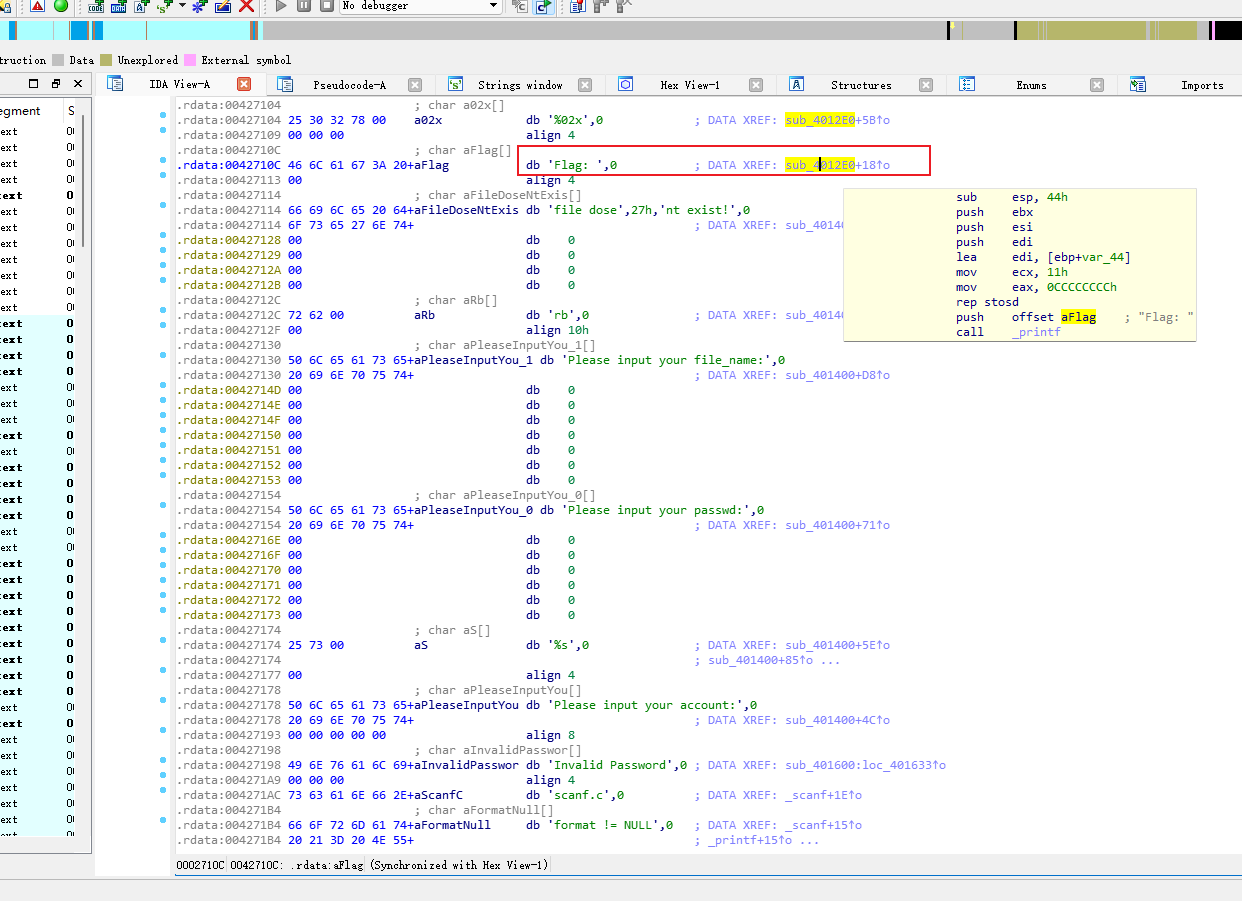 No debugger
truction Data Unexplored External symbol
IDA View-A Pseudocode-A Strings window Hex View-1 Structures Enums Imports
egment S
.rdata:00427104 ; char a02x[]
.rdata:00427104 25 30 32 78 00 a02x db '%02x',0 ; DATA XREF: sub_4012E0+5B↑o
.rdata:00427109 00 00 00 align 4
.rdata:0042710C ; char aFlag[]
.rdata:0042710C 46 6C 61 67 3A 20+aFlag db 'Flag: ',0 ; DATA XREF: sub_4012E0+18↑o
.rdata:00427113 00 align 4
.rdata:00427114 ; char aFileDoseNtExis[]
.rdata:00427114 66 69 6C 65 20 64+aFileDoseNtExis db 'file dose',27h,'nt exist!',0
.rdata:00427114 6F 73 65 27 6E 74+ ; DATA XREF: sub_4014
.rdata:00427128 00 db 0
.rdata:00427129 00 db 0
.rdata:0042712A 00 db 0
.rdata:0042712B 00 db 0
.rdata:0042712C ; char aRb[]
.rdata:0042712C 72 62 00 aRb db 'rb',0 ; DATA XREF: sub_4014
.rdata:0042712F 00 align 10h
.rdata:00427130 ; char aPleaseInputYou_1[]
.rdata:00427130 50 6C 65 61 73 65+aPleaseInputYou_1 db 'Please input your file_name:',0
.rdata:00427130 20 69 6E 70 75 74+ ; DATA XREF: sub_401400+D8↑o
.rdata:0042714D 00 db 0
.rdata:0042714E 00 db 0
.rdata:0042714F 00 db 0
.rdata:00427150 00 db 0
.rdata:00427151 00 db 0
.rdata:00427152 00 db 0
.rdata:00427153 00 db 0
.rdata:00427154 ; char aPleaseInputYou_0[]
.rdata:00427154 50 6C 65 61 73 65+aPleaseInputYou_0 db 'Please input your passwd:',0
.rdata:00427154 20 69 6E 70 75 74+ ; DATA XREF: sub_401400+71↑o
.rdata:0042716E 00 db 0
.rdata:0042716F 00 db 0
.rdata:00427170 00 db 0
.rdata:00427171 00 db 0
.rdata:00427172 00 db 0
.rdata:00427173 00 db 0
.rdata:00427174 ; char aS[]
.rdata:00427174 25 73 00 aS db '%s',0 ; DATA XREF: sub_401400+5E↑o
.rdata:00427174 ; sub_401400+85↑o ...
.rdata:00427177 00 align 4
.rdata:00427178 ; char aPleaseInputYou[]
.rdata:00427178 50 6C 65 61 73 65+aPleaseInputYou db 'Please input your account:',0
.rdata:00427178 20 69 6E 70 75 74+ ; DATA XREF: sub_401400+4C↑o
.rdata:00427193 00 00 00 00 00 align 8
.rdata:00427198 ; char aInvalidPasswor[]
.rdata:00427198 49 6E 76 61 6C 69+aInvalidPasswor db 'Invalid Password',0 ; DATA XREF: sub_401600:loc_401633↑o
.rdata:004271A9 00 00 00 align 4
.rdata:004271AC 73 63 61 6E 66 2E+aScanfC db 'scanf.c',0 ; DATA XREF: _scanf+1E↑o
.rdata:004271B4 ; char aFormatNull[]
.rdata:004271B4 66 6F 72 6D 61 74+aFormatNull db 'format != NULL',0 ; DATA XREF: _scanf+15↑o
.rdata:004271B4 20 21 3D 20 4E 55+ ; _printf+15↑o ...
sub esp, 44h
push ebx
push esi
push edi
lea edi, [ebp+var_44]
mov ecx, 11h
mov eax, 0CCCCCCCCh
rep stosd
push offset aFlag ; "Flag: "
call _printf
0002710C 0042710C: .rdata:aFlag (Synchronized with Hex View-1)